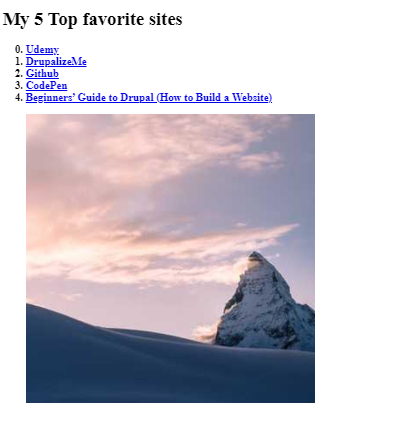 My 5 Top favorite sites
0. Udemy
1. DrupalizeMe
2. Github
3. CodePen
4. Beginners' Guide to Drupal (How to Build a Website)